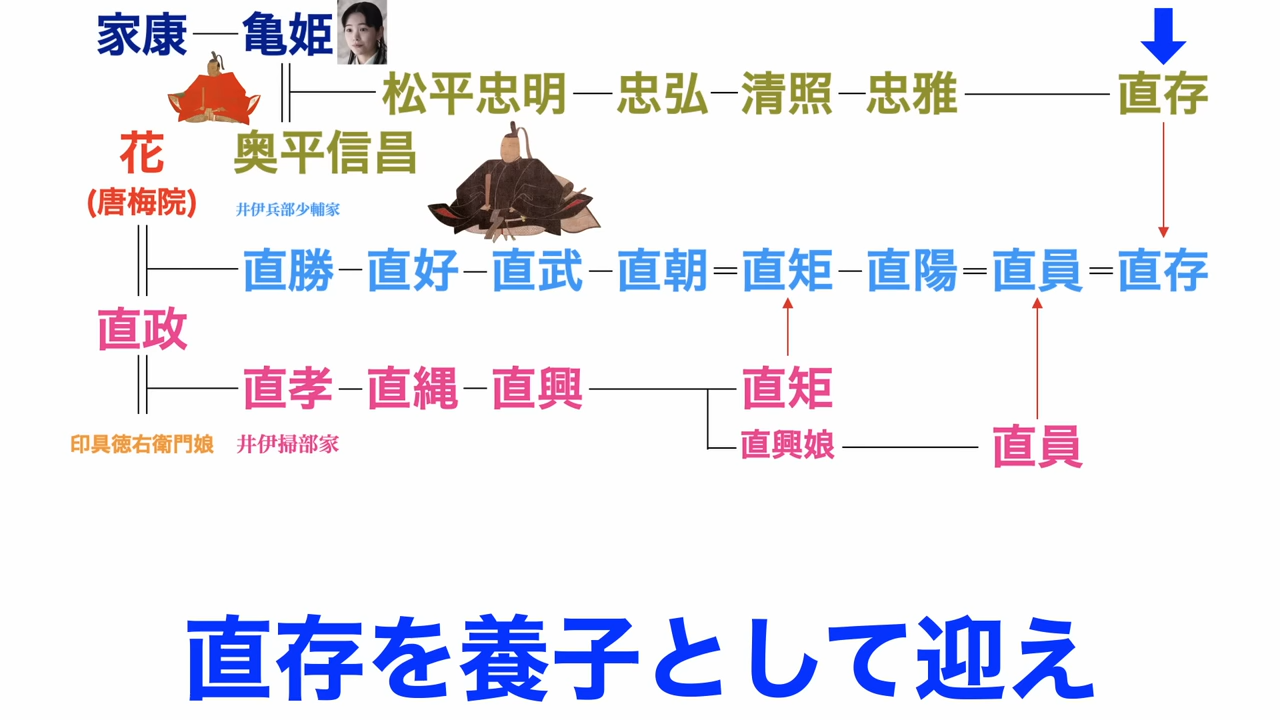 家康 亀姫
松平忠明 忠弘 清照 忠雅 直存
花 奥平信昌
(唐梅院) 井伊兵部少輔家
直勝 直好 直武 直朝 直矩 直陽 直員 直存
直政
直孝 直縄 直興 直矩
印具徳右衛門娘 井伊掃部家 直興娘 直員
直存を養子として迎え